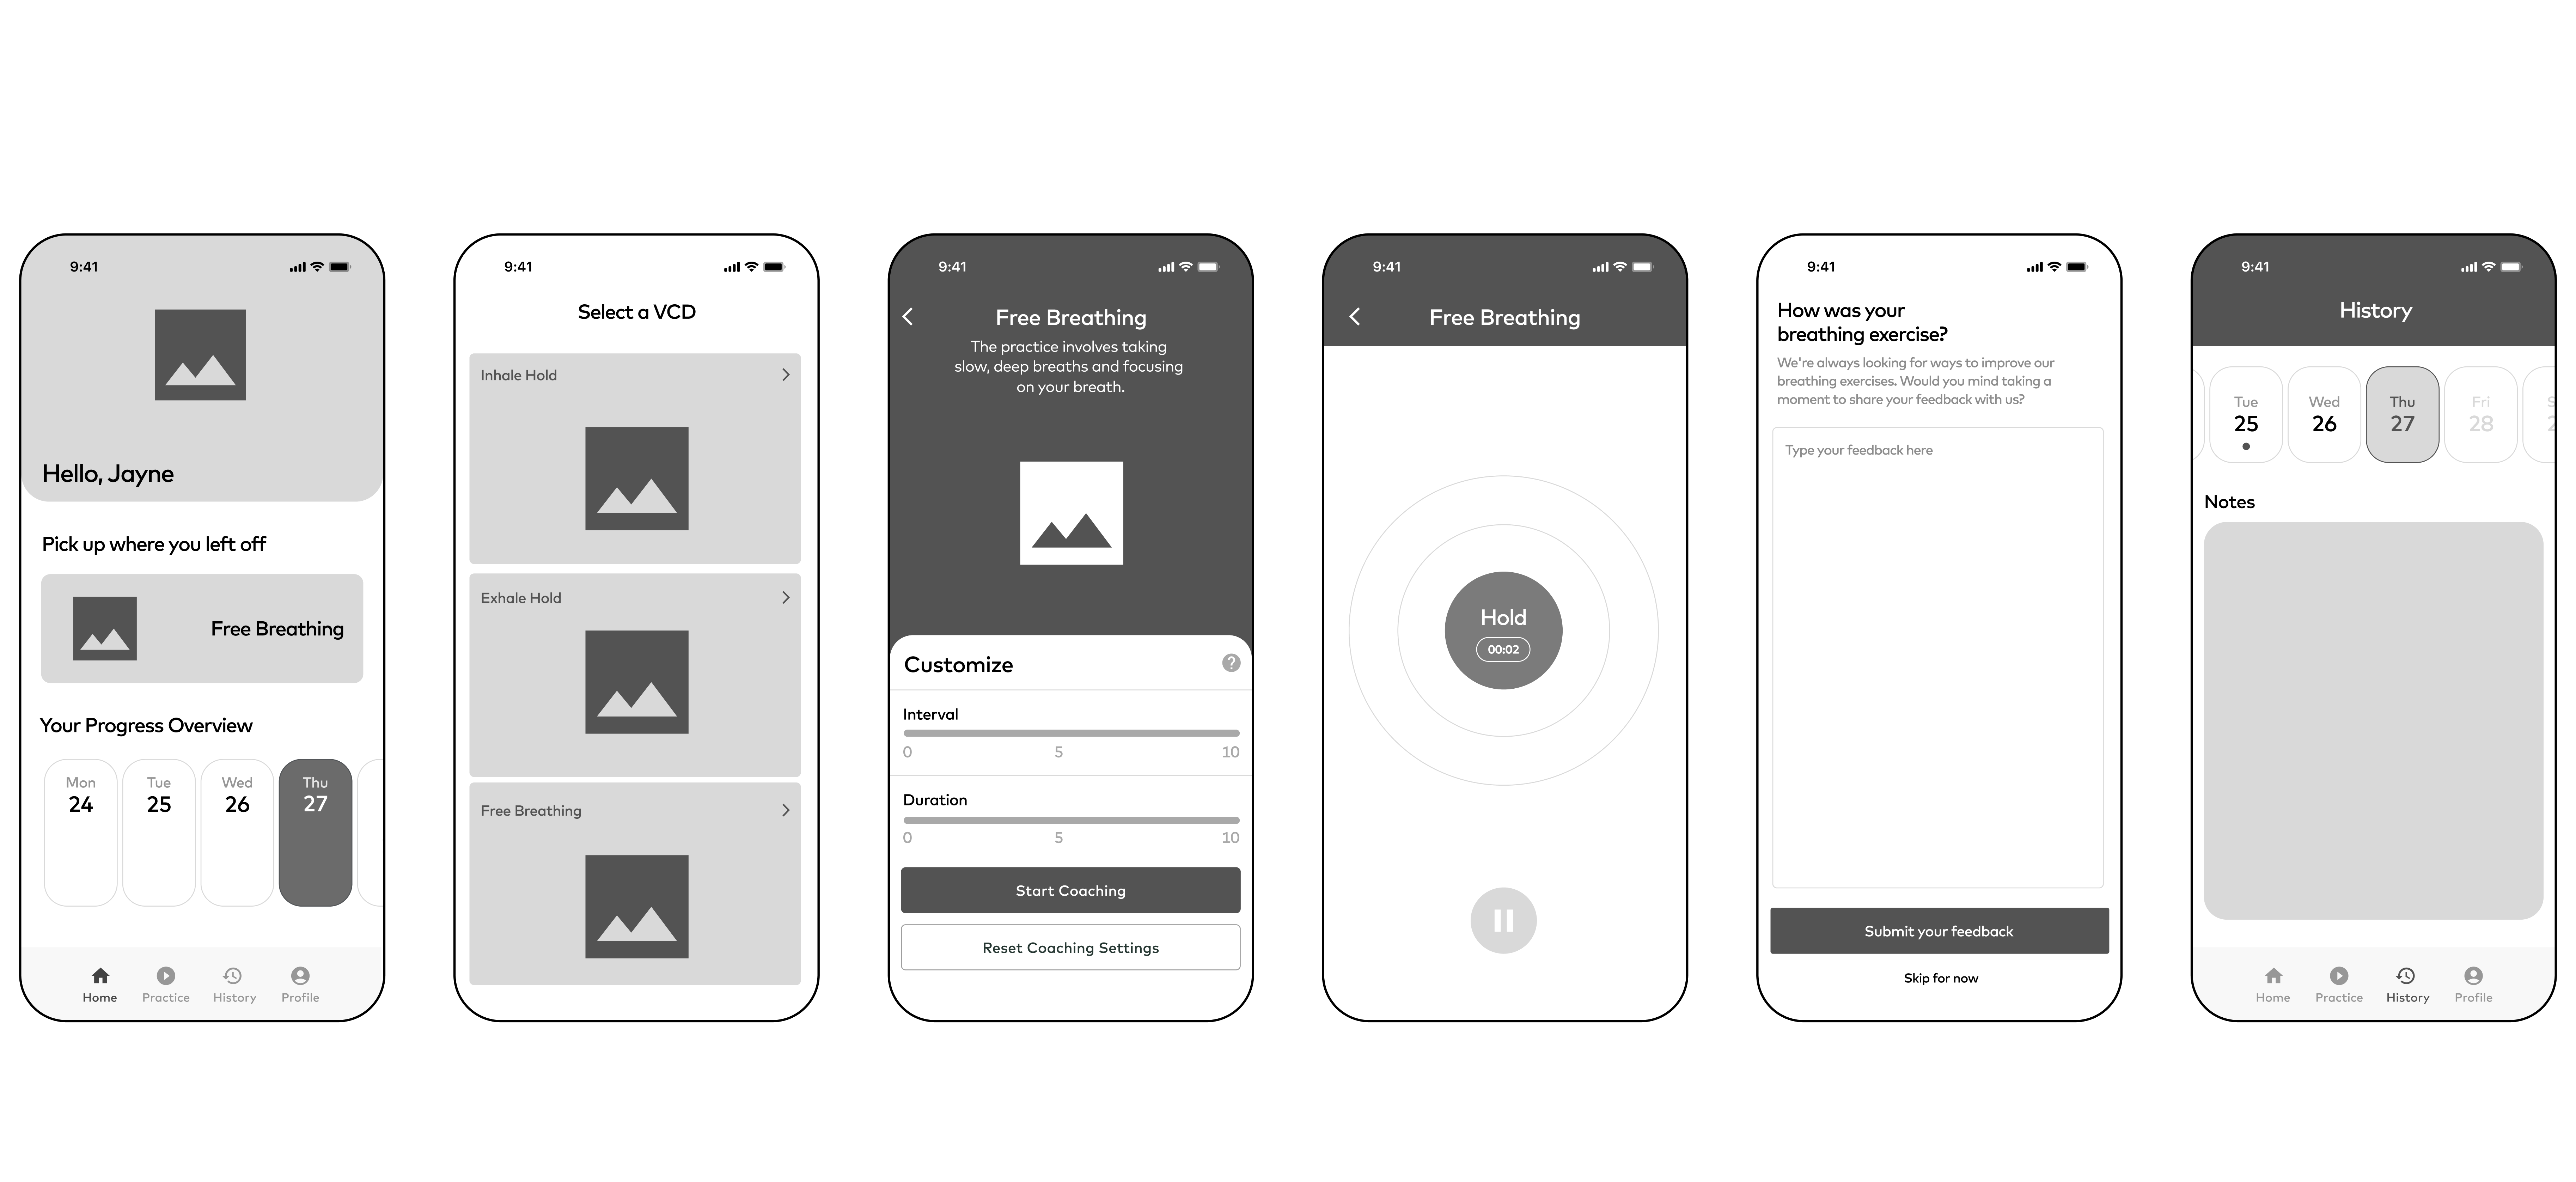 9:41
Hello, Jayne
Pick up where you left off
Free Breathing
Your Progress Overview
Mon
24
Tue
25
Wed
26
Thu
27
Home
Practice
History
Profile
9:41
Select a VCD
Inhale Hold
Exhale Hold
Free Breathing
9:41
Free Breathing
The practice involves taking
slow, deep breaths and focusing
on your breath.
Customize
?
Interval
0 5 10
Duration
0 5 10
Start Coaching
Reset Coaching Settings
9:41
Free Breathing
Hold
00:02
9:41
How was your
breathing exercise?
We're always looking for ways to improve our
breathing exercises. Would you mind taking a
moment to share your feedback with us?
Type your feedback here
Submit your feedback
Skip for now
9:41
History
Tue
25
Wed
26
Thu
27
Fri
28
Notes
Home
Practice
History
Profile